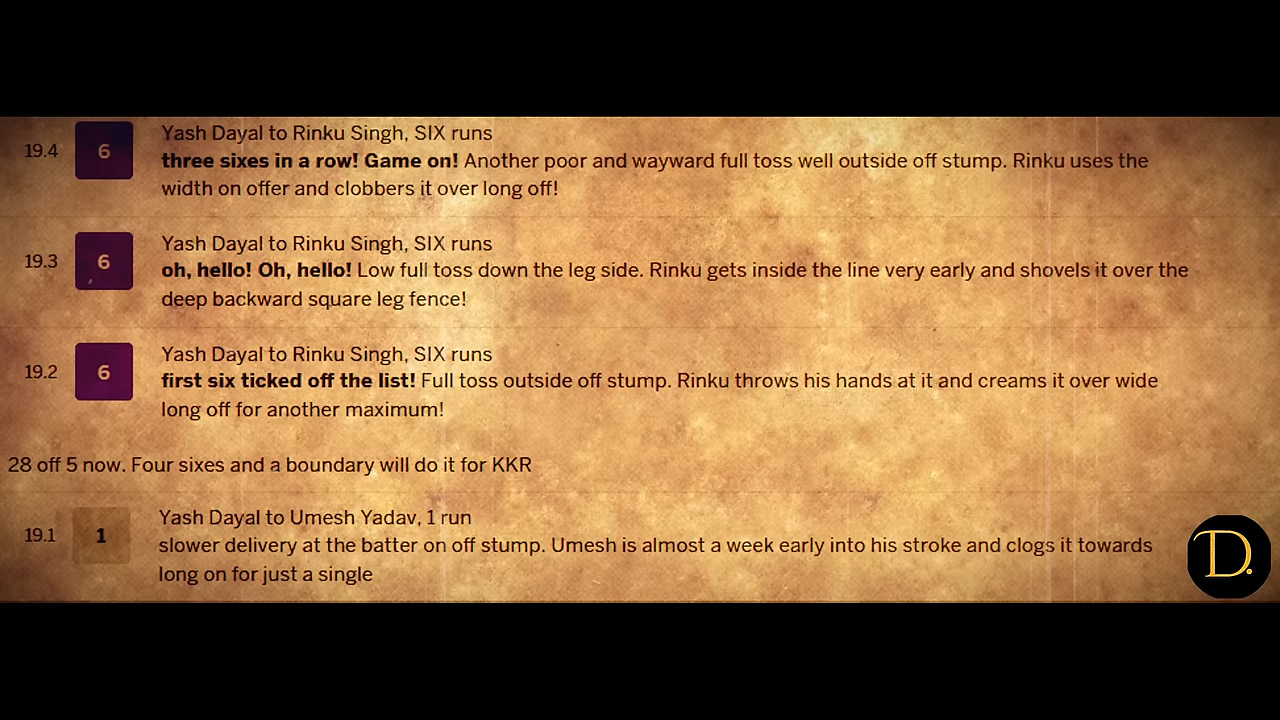 19.4
6
Yash Dayal to Rinku Singh, SIX runs
three sixes in a row! Game on! Another poor and wayward full toss well outside off stump. Rinku uses the
width on offer and clobbers it over long off!
19.3
6
Yash Dayal to Rinku Singh, SIX runs
oh, hello! Oh, hello! Low full toss down the leg side. Rinku gets inside the line very early and shovels it over the
deep backward square leg fence!
19.2
6
Yash Dayal to Rinku Singh, SIX runs
first six ticked off the list! Full toss outside off stump. Rinku throws his hands at it and creams it over wide
long off for another maximum!
28 off 5 now. Four sixes and a boundary will do it for KKR
19.1
1
Yash Dayal to Umesh Yadav, 1 run
slower delivery at the batter on off stump. Umesh is almost a week early into his stroke and clogs it towards
long on for just a single
D.